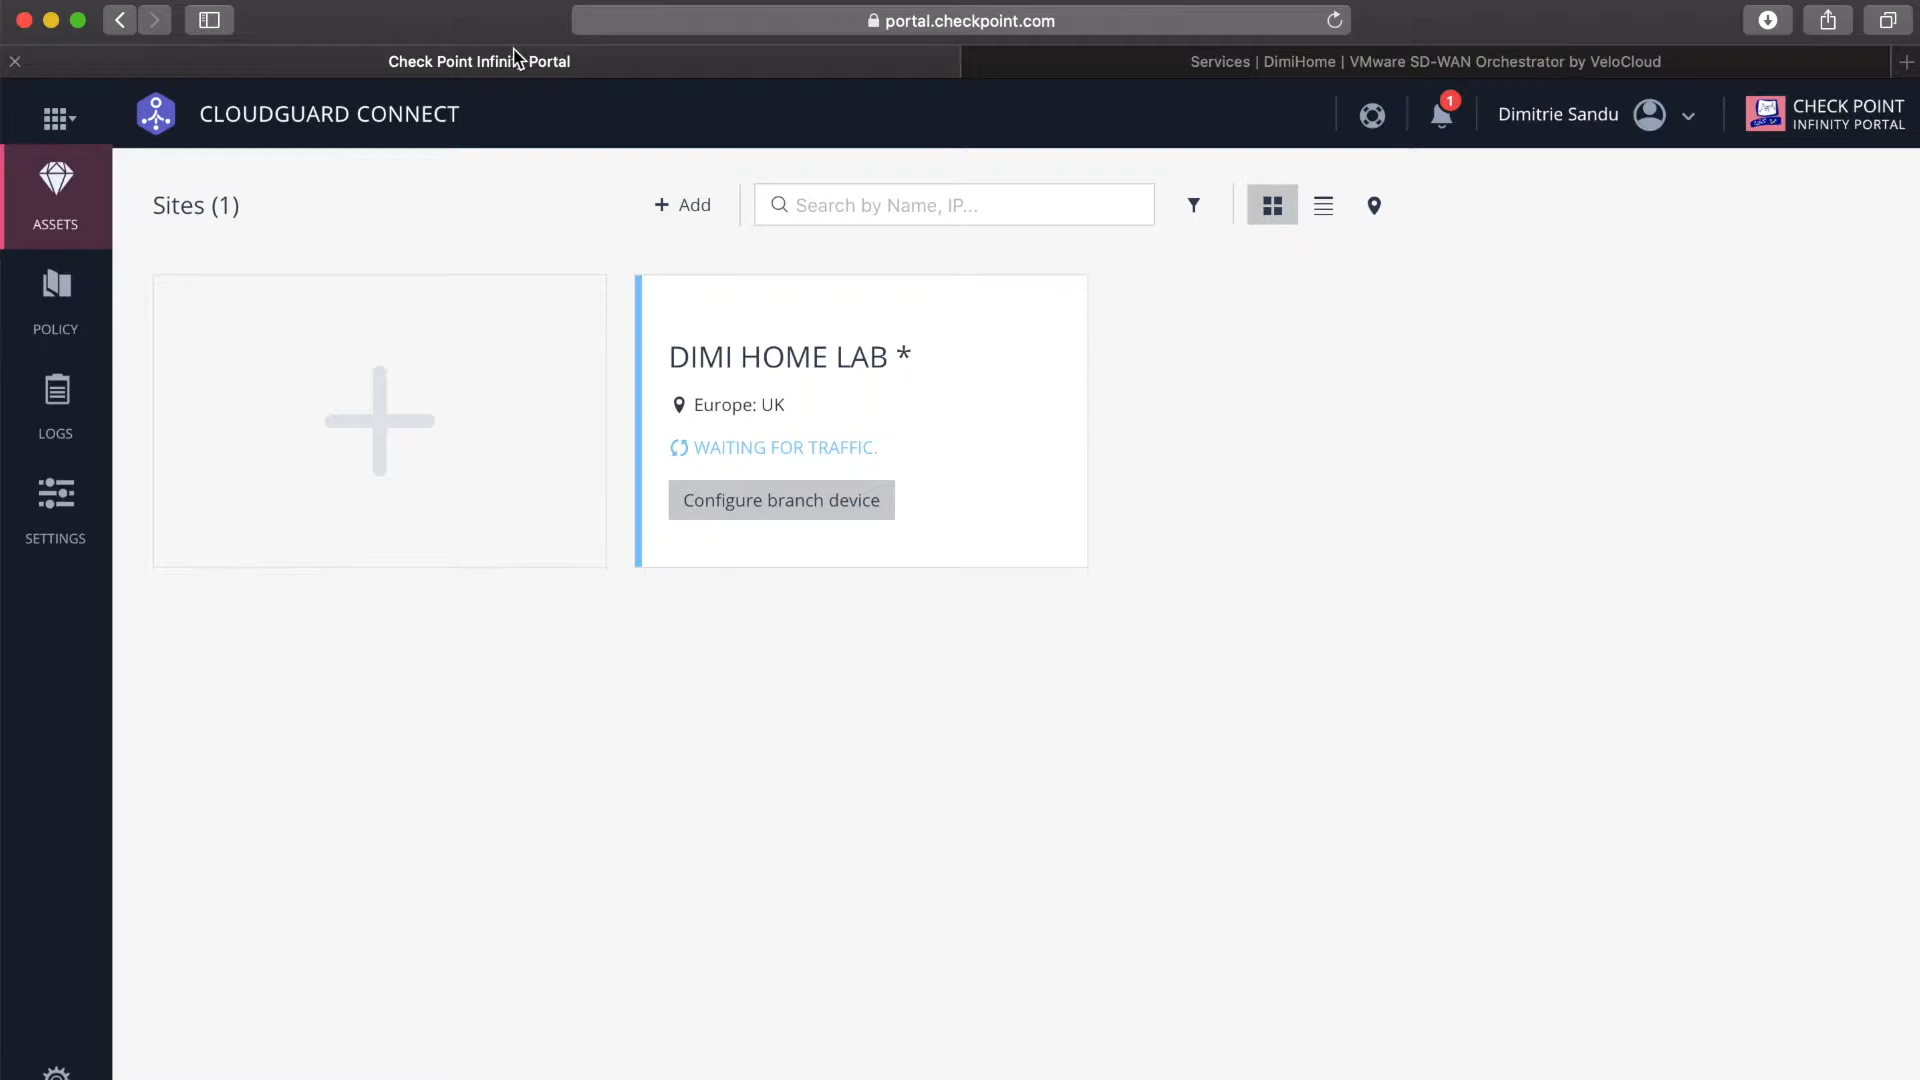 portal.checkpoint.com
Check Point Infinity Portal
Services | DimiHome | VMware SD-WAN Orchestrator by VeloCloud
CLOUDGUARD CONNECT
1
Dimitrie Sandu
CHECK POINT
INFINITY PORTAL
ASSETS
POLICY
LOGS
SETTINGS
Sites (1)
+ Add
Search by Name, IP...
DIMI HOME LAB *
Europe: UK
WAITING FOR TRAFFIC.
Configure branch device